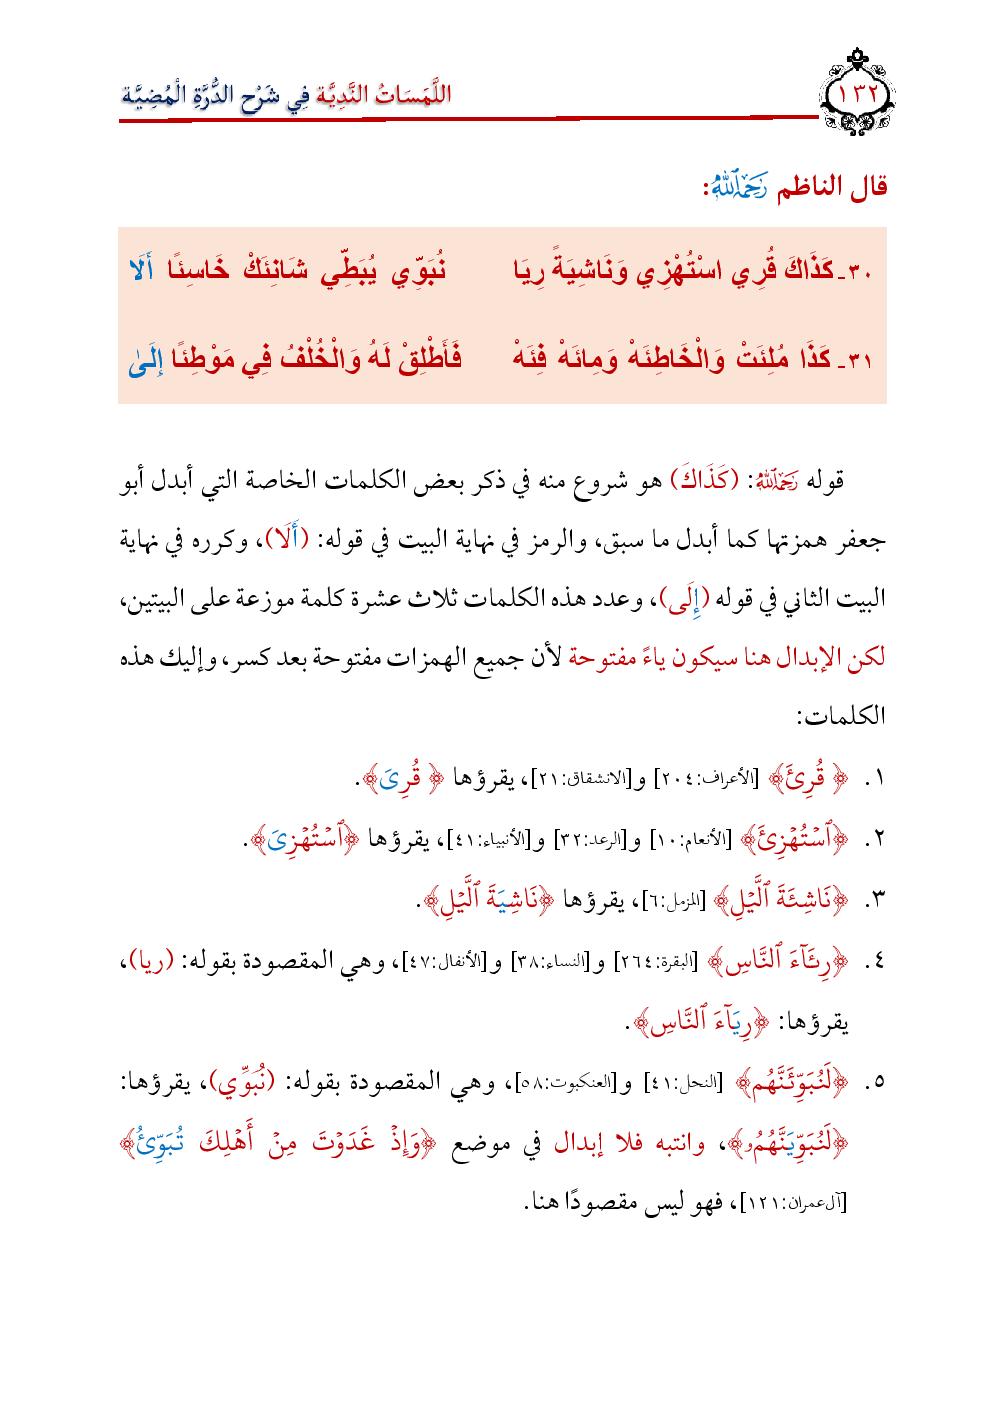 اللَّمَسَاتُ النَّدِيَّة فِي شَرْحِ الدُّرَّةِ الْمُضِيَّة
١٣٢
قال الناظم رَحِمَهُ اللَّهُ:
٣٠- كَذَاكَ قُرِي اسْتُهْزِي وَنَاشِيَةً رِيَا نُبَوِّي يُبَطِّي شَانِئَكْ خَاسِئًا أَلَا
٣١- كَذَا مُلِئَتْ وَالْخَاطِئَهْ وَمِائَهْ فِئَهْ فَأَطْلِقْ لَهُ وَالْخُلْفُ فِي مَوْطِئًا إِلَىٰ
قوله رَحِمَهُ اللَّهُ: (كَذَاكَ) هو شروع منه في ذكر بعض الكلمات الخاصة التي أبدل أبو
جعفر همزتها كما أبدل ما سبق، والرمز في نهاية البيت في قوله: (أَلَا)، وكرره في نهاية
البيت الثاني في قوله (إِلَى)، وعدد هذه الكلمات ثلاث عشرة كلمة موزعة على البيتين،
لكن الإبدال هنا سيكون ياءً مفتوحة لأن جميع الهمزات مفتوحة بعد كسر، وإليك هذه
الكلمات:
١. ﴿ قُرِئَ﴾ [الأعراف:٢٠٤] و[الانشقاق:٢١]، يقرؤها ﴿ قُرِىَ﴾.
٢. ﴿ٱسۡتُهۡزِئَ﴾ [الأنعام:١٠] و[الرعد:٣٢] و[الأنبياء:٤١]، يقرؤها ﴿ٱسۡتُهۡزِىَ﴾.
٣. ﴿نَاشِئَةَ ٱلَّيۡلِ﴾ [المزمل:٦]، يقرؤها ﴿نَاشِيَةَ ٱلَّيۡلِ﴾.
٤. ﴿رِئَآءَ ٱلنَّاسِ﴾ [البقرة:٢٦٤] و[النساء:٣٨] و[الأنفال:٤٧]، وهي المقصودة بقوله: (ريا)،
يقرؤها: ﴿رِيَآءَ ٱلنَّاسِ﴾.
٥. ﴿لَنُبَوِّئَنَّهُم﴾ [النحل:٤١] و[العنكبوت:٥٨]، وهي المقصودة بقوله: (نُبَوِّي)، يقرؤها:
﴿لَنُبَوِّيَنَّهُمُۥ﴾، وانتبه فلا إبدال في موضع ﴿وَإِذۡ غَدَوۡتَ مِنۡ أَهۡلِكَ تُبَوِّئُ﴾
[آل عمران:١٢١]، فهو ليس مقصودًا هنا.